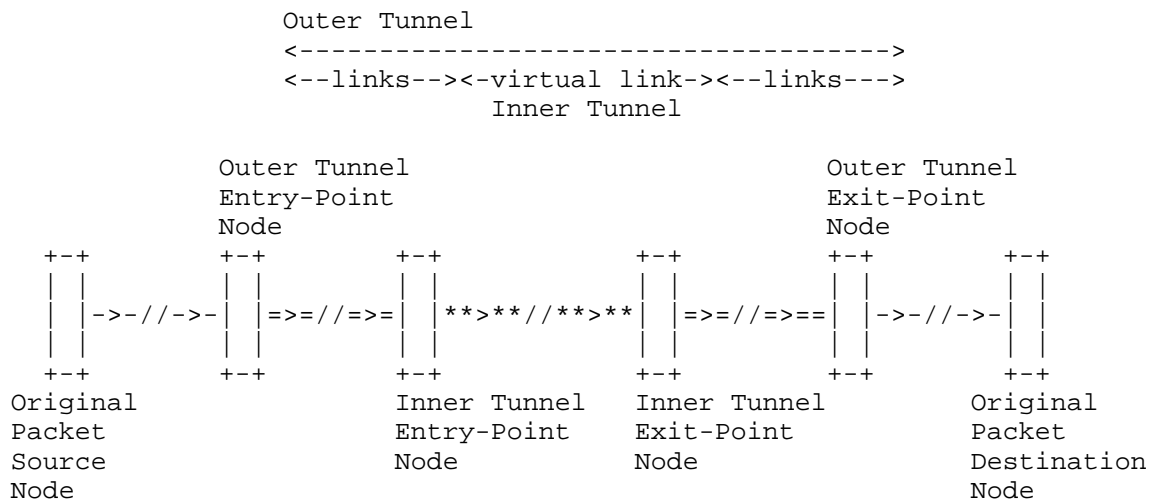 Outer Tunnel
                     <------------------------------------->
                     <--links--><-virtual link-><--links--->
                                  Inner Tunnel

                 Outer Tunnel                          Outer Tunnel
                 Entry-Point                           Exit-Point
                 Node                                  Node
  +-+        +-+        +-+            +-+         +-+        +-+
  | |        | |        | |            | |         | |        | |
  | |->-//->-| |=>=//=>=| |**>**//**>**| |=>=//=>==| |->-//->-| |
  | |        | |        | |            | |         | |        | |
  +-+        +-+        +-+            +-+         +-+        +-+
Original                Inner Tunnel   Inner Tunnel         Original
Packet                  Entry-Point    Exit-Point           Packet
Source                  Node           Node                 Destination
Node                                                        Node